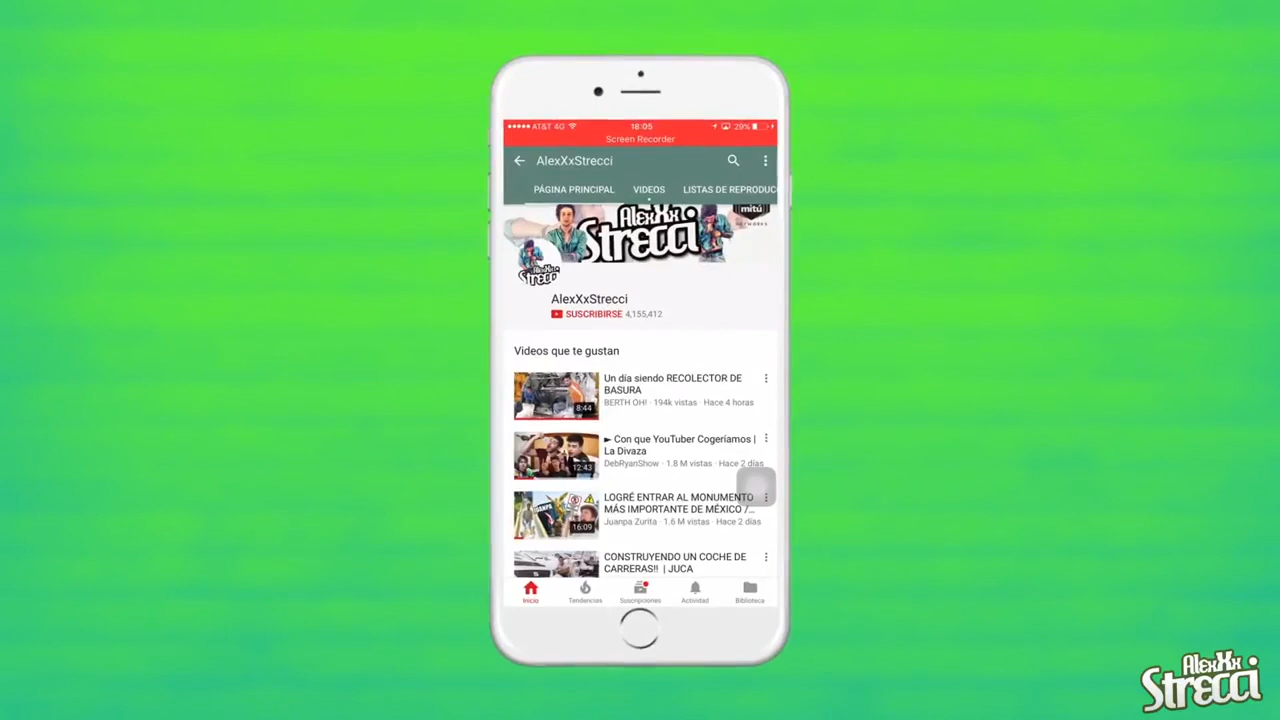 AT&T 4G
18:05
29%
Screen Recorder
AlexXxStrecci
PÁGINA PRINCIPAL
VIDEOS
LISTAS DE REPRODUC
AlexXx
Strecci
mitú
NETWORKS
AlexXx
Strecci
AlexXxStrecci
SUSCRIBIRSE 4,155,412
Videos que te gustan
Un día siendo RECOLECTOR DE
BASURA
BERTH OH! · 194k vistas · Hace 4 horas
8:44
► Con que YouTuber Cogeríamos |
La Divaza
DebRyanShow · 1.8 M vistas · Hace 2 días
12:43
LOGRÉ ENTRAR AL MONUMENTO
MÁS IMPORTANTE DE MÉXICO /...
Juanpa Zurita · 1.6 M vistas · Hace 2 días
16:09
CONSTRUYENDO UN COCHE DE
CARRERAS!! | JUCA
Inicio
Tendencias
Suscripciones
Actividad
Biblioteca
AlexXx
Strecci